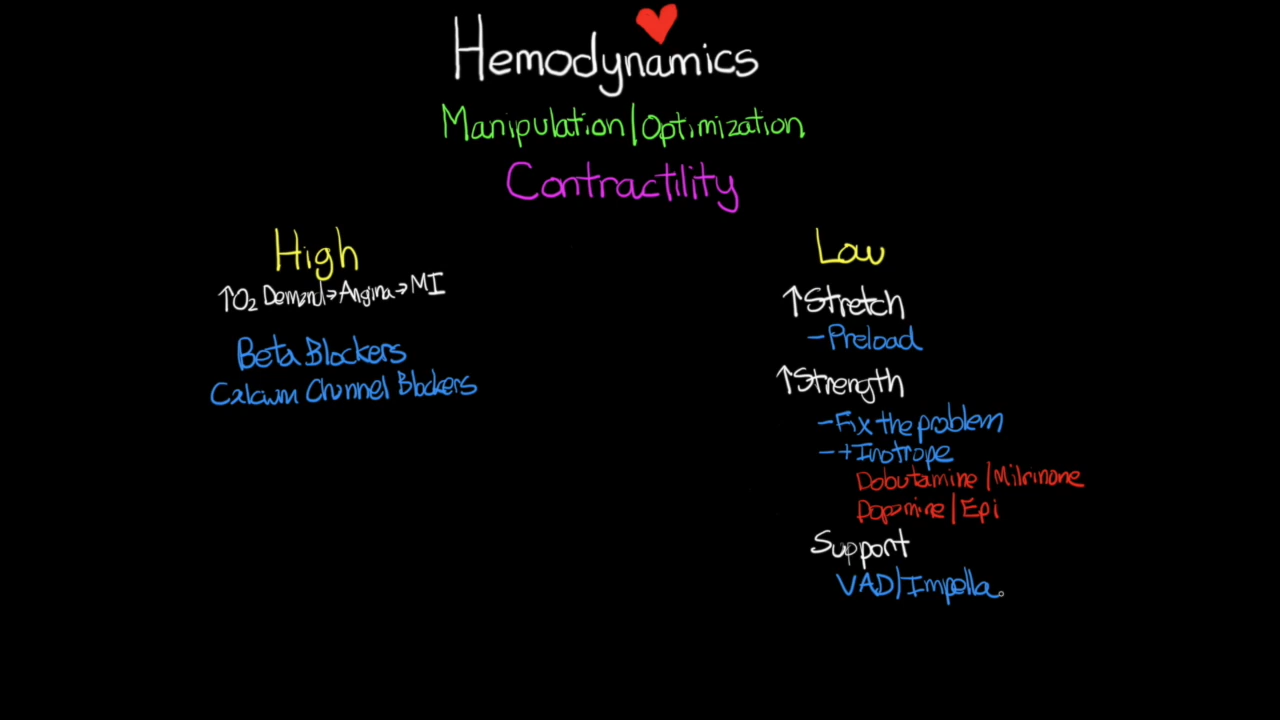 Hemodynamics
Manipulation/Optimization
Contractility
High
↑O₂ Demand→Angina→MI
Beta Blockers
Calcium Channel Blockers
Low
↑Stretch
-Preload
↑Strength
-Fix the problem
-+Inotrope
Dobutamine/Milrinone
Dopamine/Epi
Support
VAD/Impella